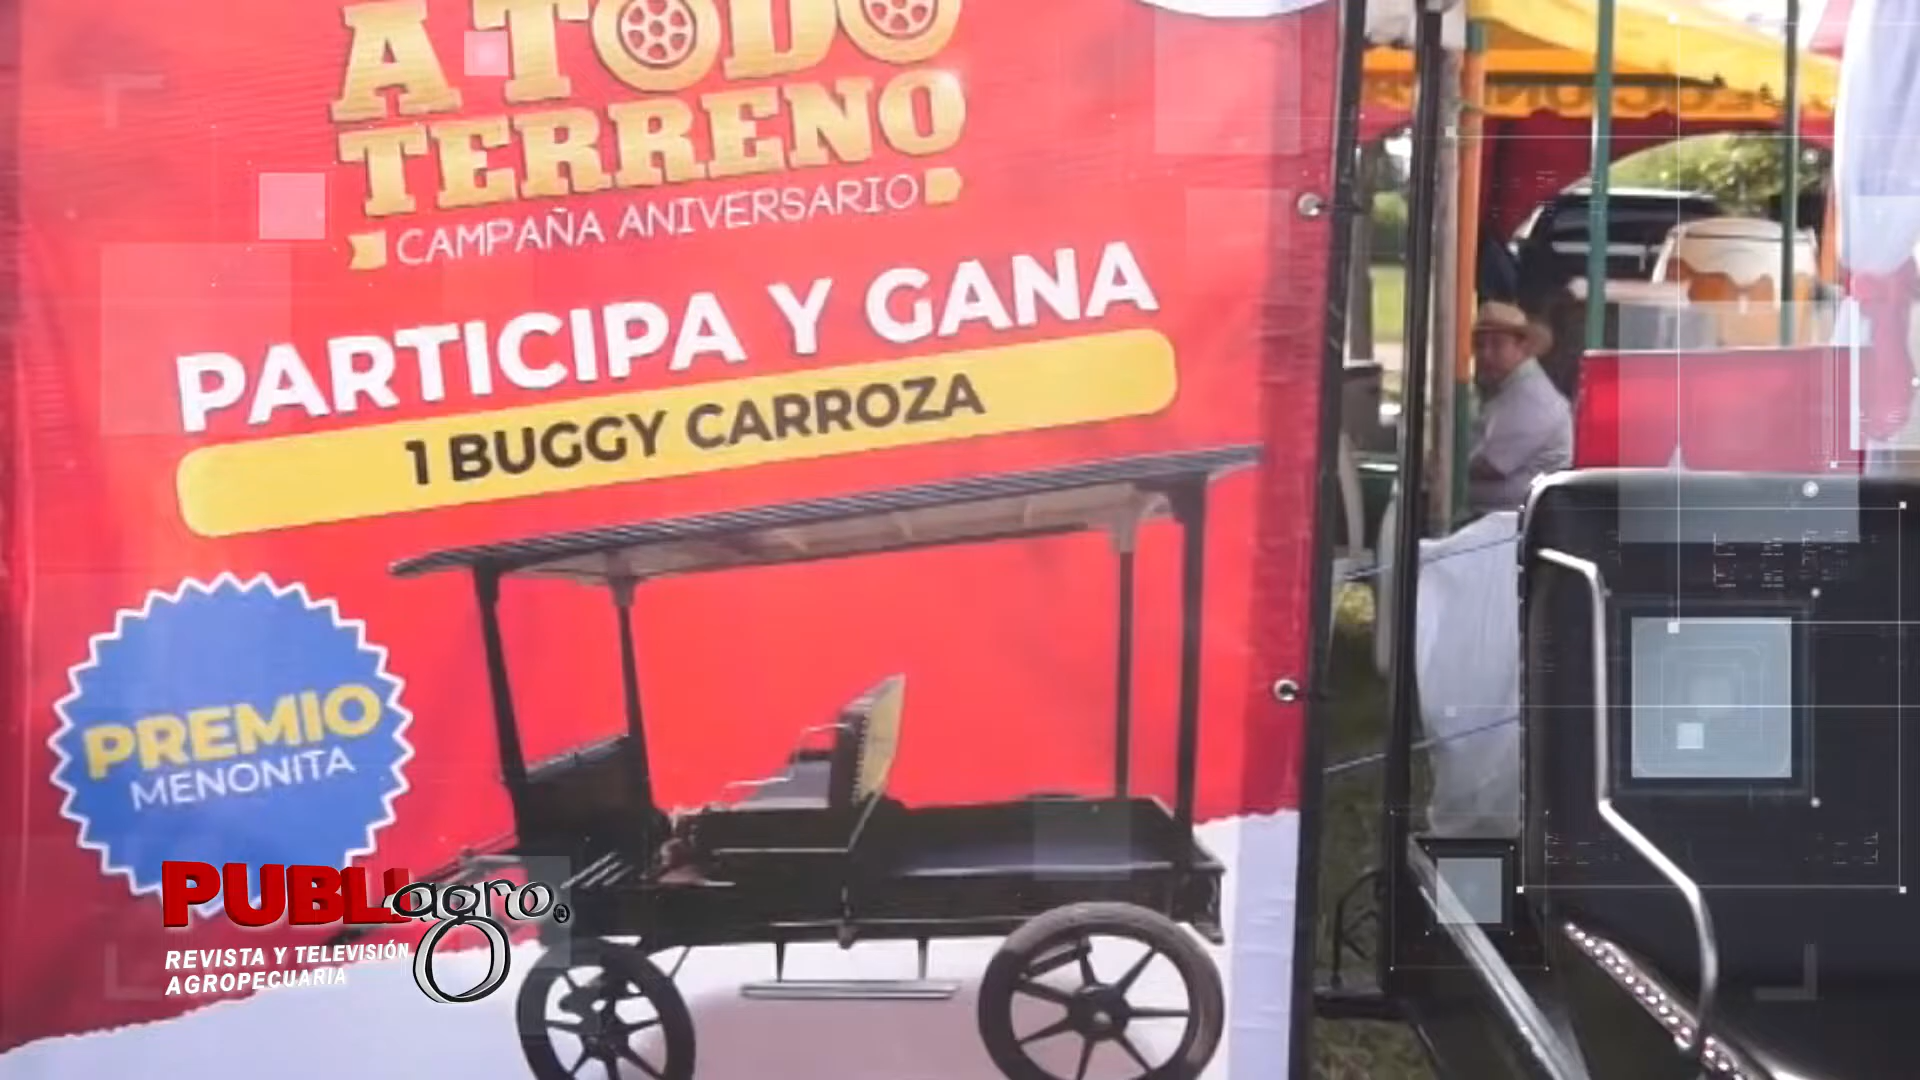 A TODO
TERRENO
CAMPAÑA ANIVERSARIO
PARTICIPA Y GANA
1 BUGGY CARROZA
PREMIO
MENONITA
PUBLIagro®
REVISTA Y TELEVISIÓN
AGROPECUARIA